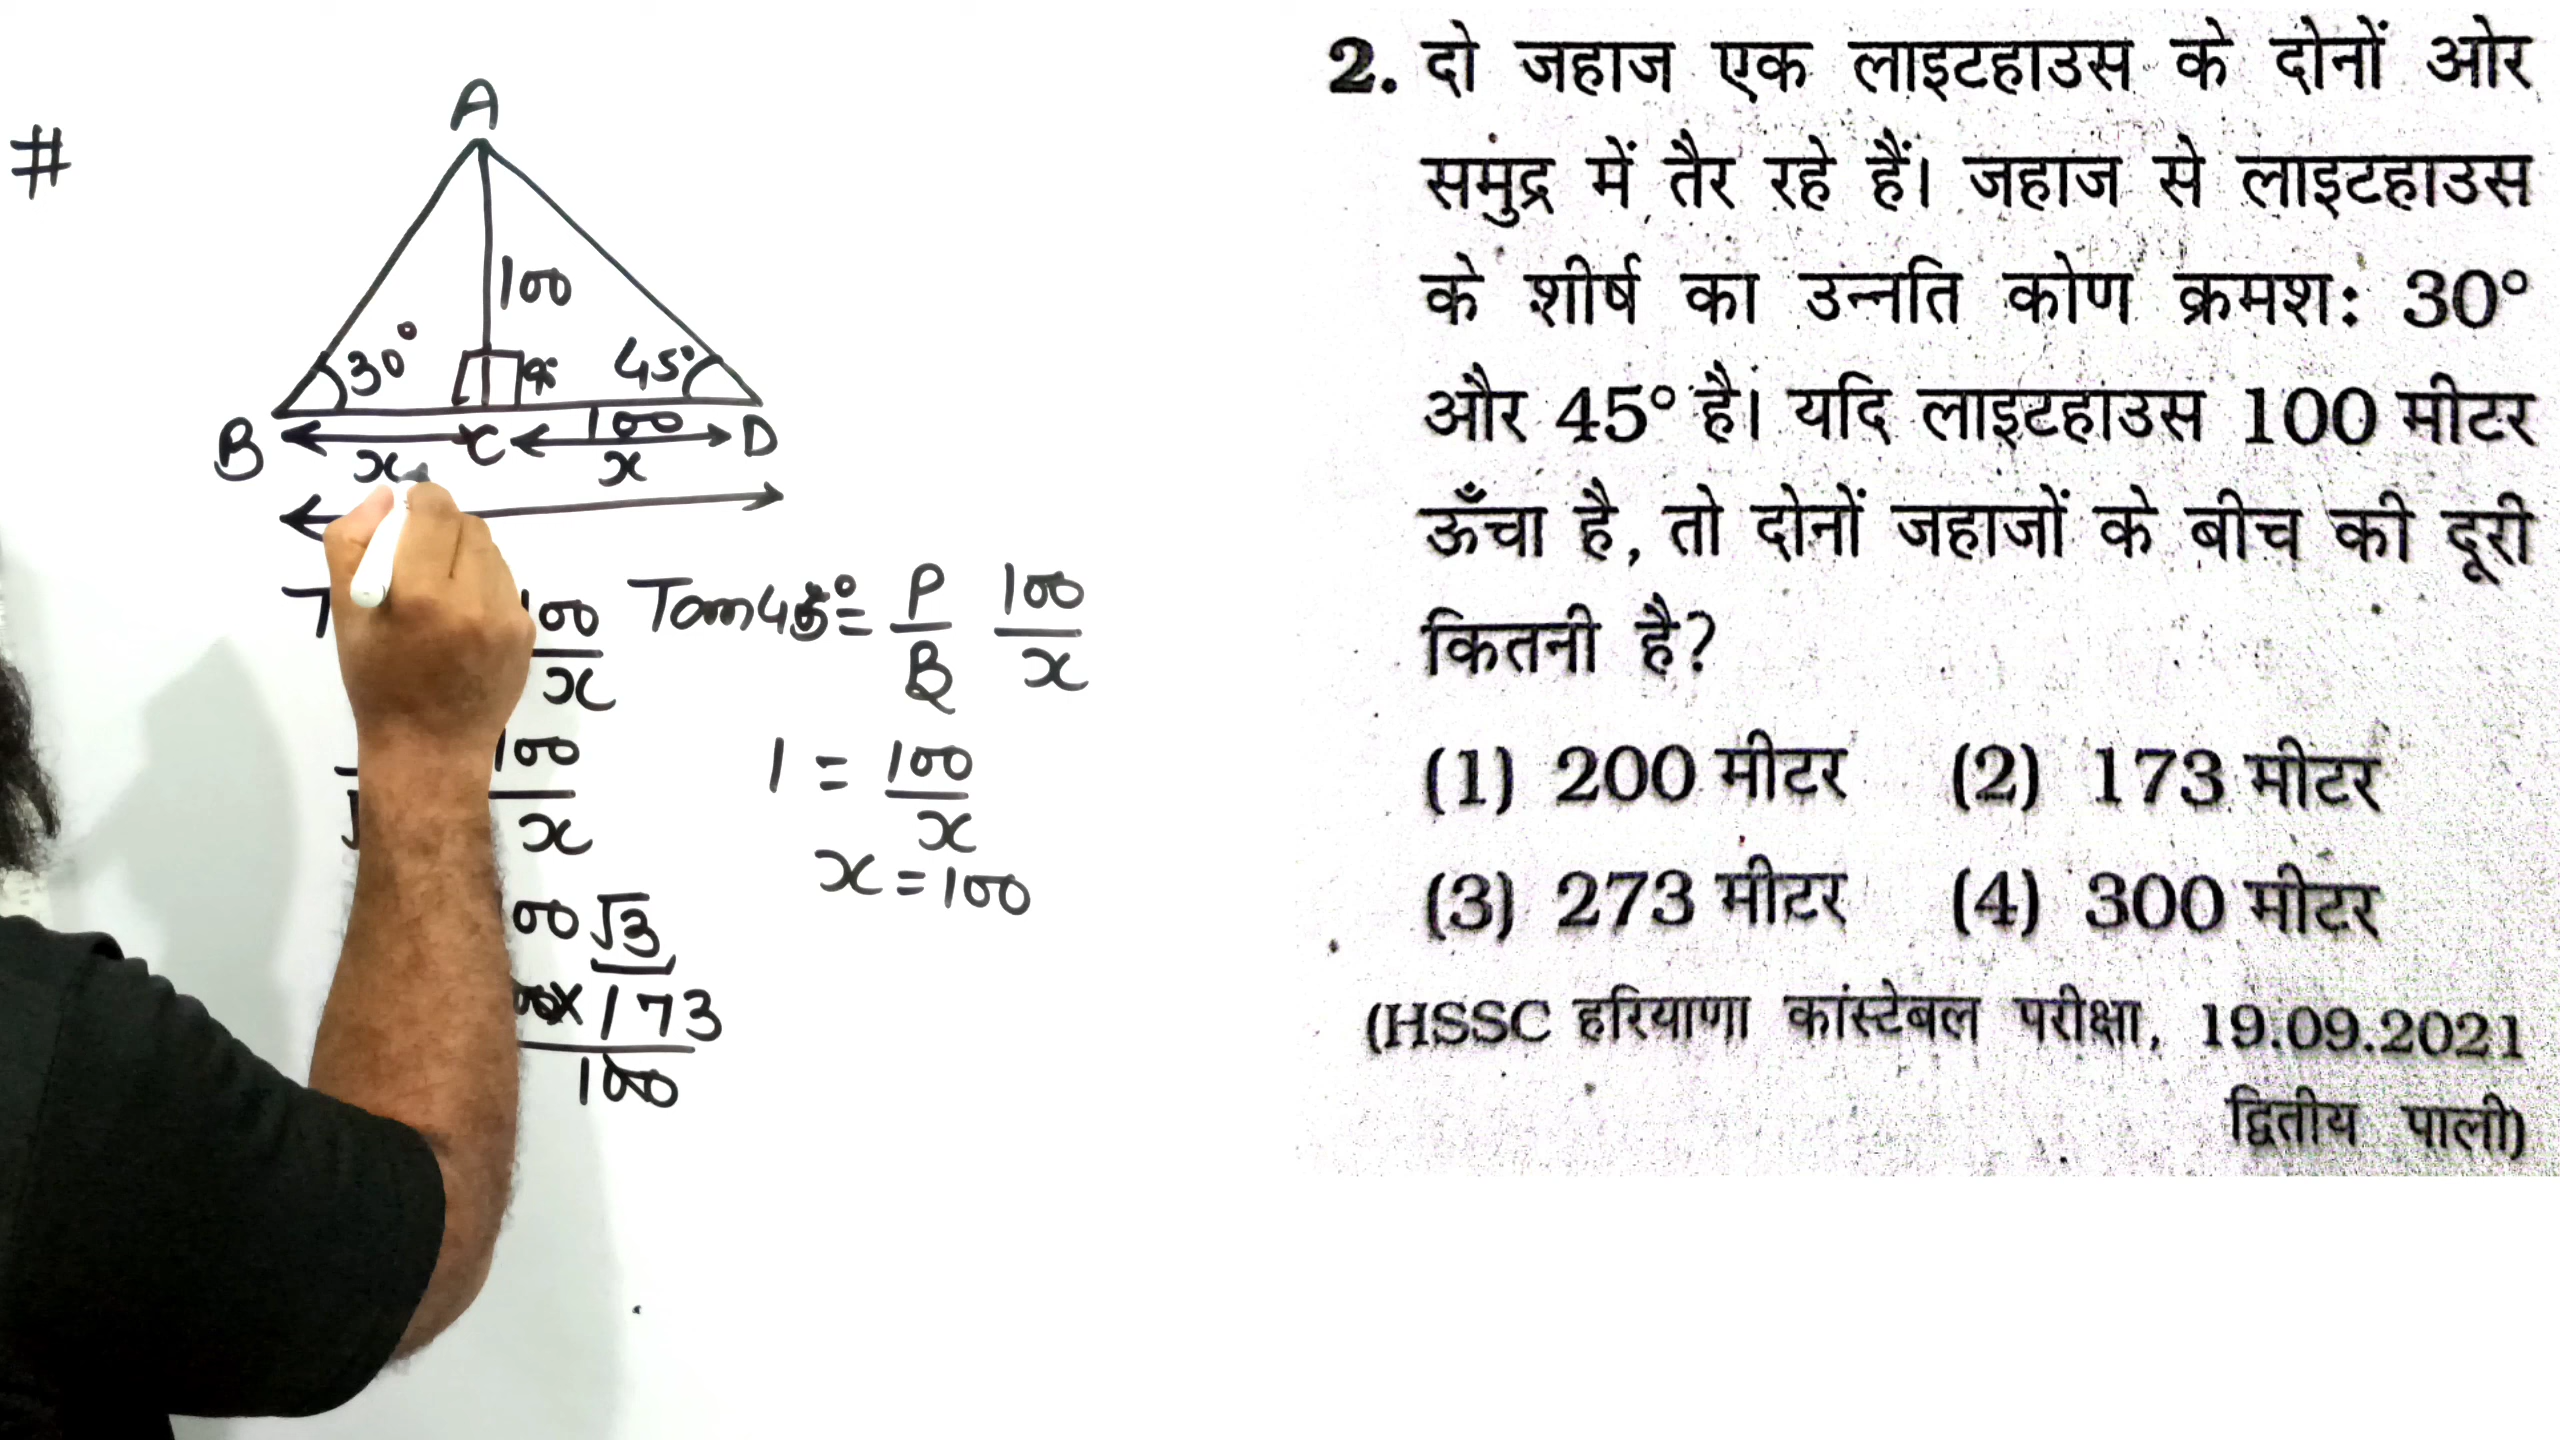 #
A
100
30°
45°
B
C
100
D
x
x
100
x
Tan45° = P/B 100/x
100
x
1 = 100/x
x = 100
√3
× 173
100
2. दो जहाज एक लाइटहाउस के दोनों ओर
समुद्र में तैर रहे हैं। जहाज से लाइटहाउस
के शीर्ष का उन्नति कोण क्रमशः 30°
और 45° है। यदि लाइटहाउस 100 मीटर
ऊँचा है, तो दोनों जहाजों के बीच की दूरी
कितनी है?
(1) 200 मीटर (2) 173 मीटर
(3) 273 मीटर (4) 300 मीटर
(HSSC हरियाणा कांस्टेबल परीक्षा, 19.09.2021
द्वितीय पाली)